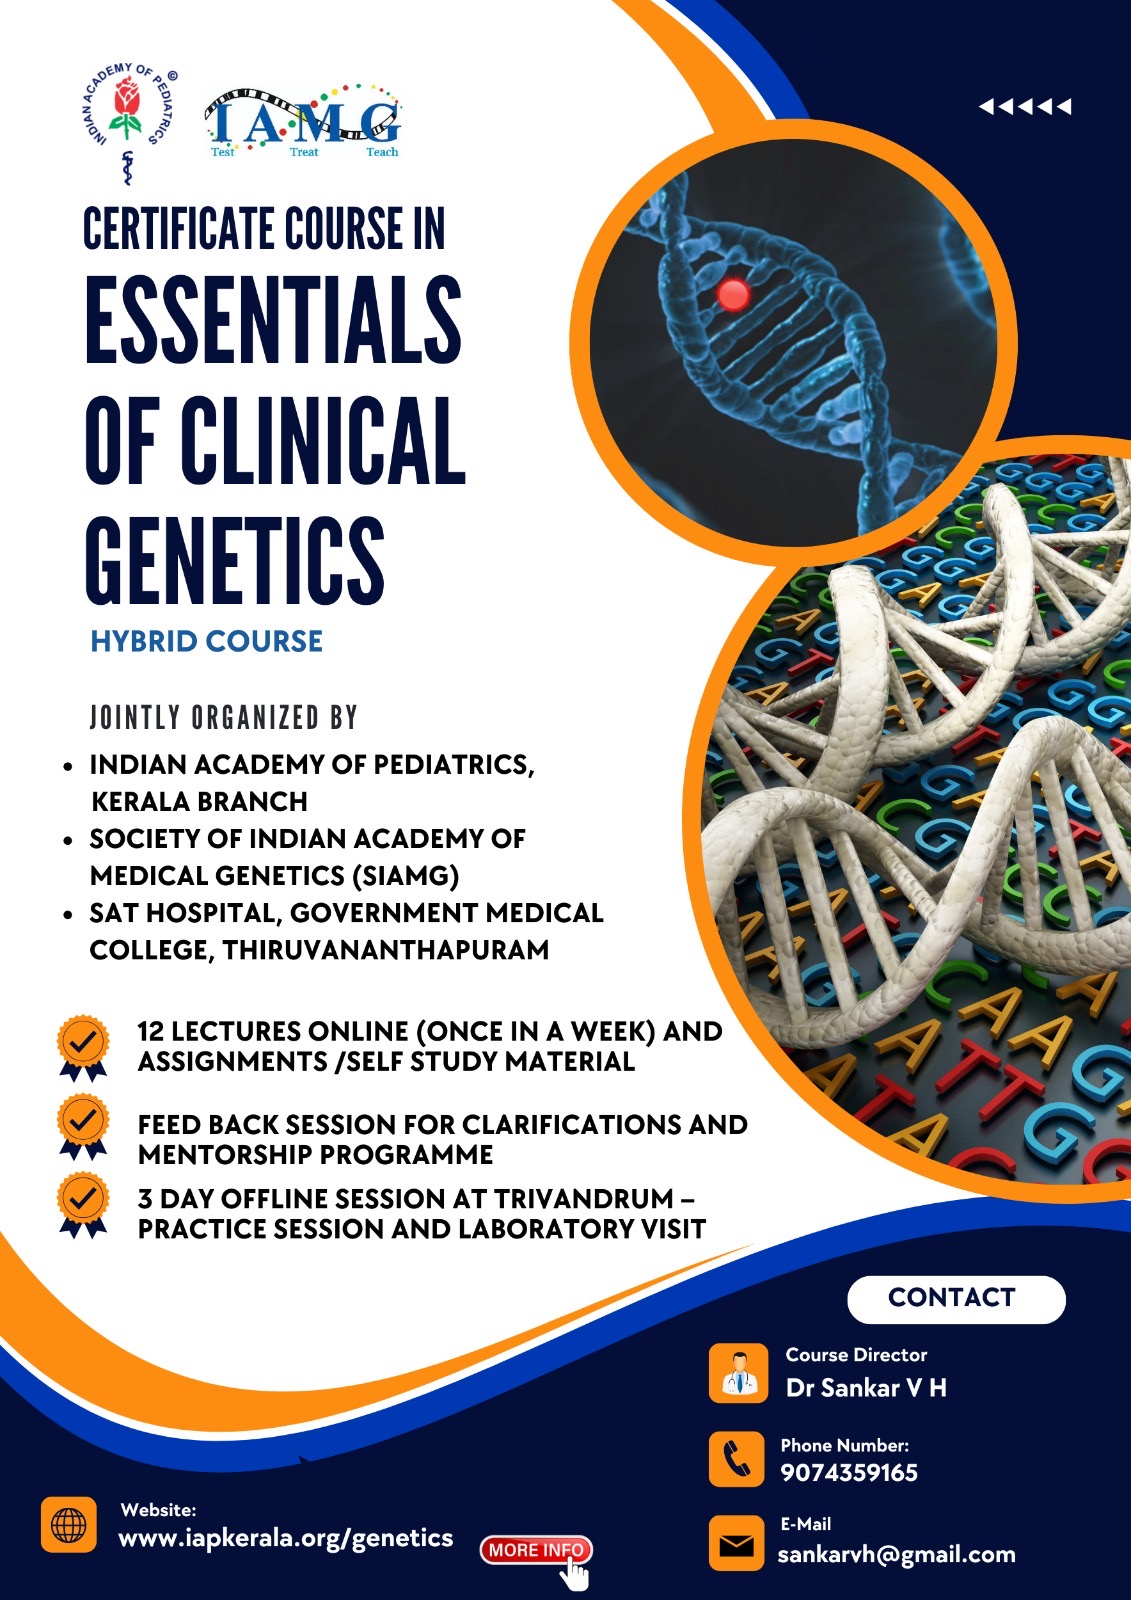 INDIAN ACADEMY OF PEDIATRICS ©
IAMG
Test Treat Teach
CERTIFICATE COURSE IN
ESSENTIALS
OF CLINICAL
GENETICS
HYBRID COURSE
JOINTLY ORGANIZED BY
• INDIAN ACADEMY OF PEDIATRICS,
KERALA BRANCH
• SOCIETY OF INDIAN ACADEMY OF
MEDICAL GENETICS (SIAMG)
• SAT HOSPITAL, GOVERNMENT MEDICAL
COLLEGE, THIRUVANANTHAPURAM
12 LECTURES ONLINE (ONCE IN A WEEK) AND
ASSIGNMENTS /SELF STUDY MATERIAL
FEED BACK SESSION FOR CLARIFICATIONS AND
MENTORSHIP PROGRAMME
3 DAY OFFLINE SESSION AT TRIVANDRUM –
PRACTICE SESSION AND LABORATORY VISIT
CONTACT
Course Director
Dr Sankar V H
Phone Number:
9074359165
E-Mail
sankarvh@gmail.com
Website:
www.iapkerala.org/genetics
MORE INFO